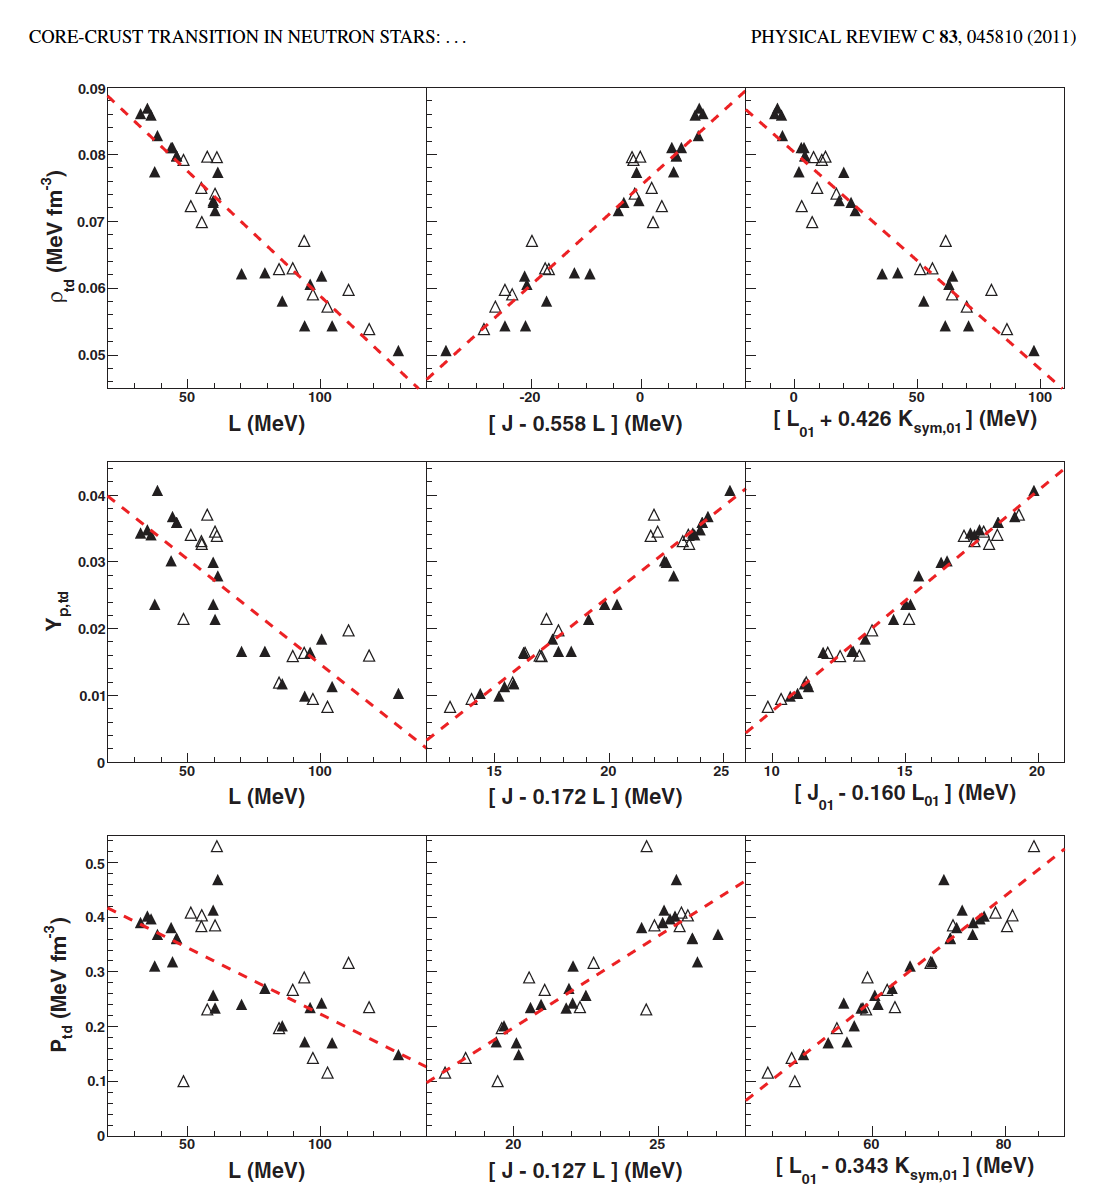 CORE-CRUST TRANSITION IN NEUTRON STARS: . . .
PHYSICAL REVIEW C 83, 045810 (2011)
0.09
0.08
0.07
0.06
0.05
ρtd (MeV fm-3)
50
100
-20
0
0
50
100
L (MeV)
[ J - 0.558 L ] (MeV)
[ L01 + 0.426 Ksym,01 ] (MeV)
0.04
0.03
0.02
0.01
0
Yp,td
50
100
15
20
25
10
15
20
L (MeV)
[ J - 0.172 L ] (MeV)
[ J01 - 0.160 L01 ] (MeV)
0.5
0.4
0.3
0.2
0.1
0
Ptd (MeV fm-3)
50
100
20
25
60
80
L (MeV)
[ J - 0.127 L ] (MeV)
[ L01 - 0.343 Ksym,01 ] (MeV)